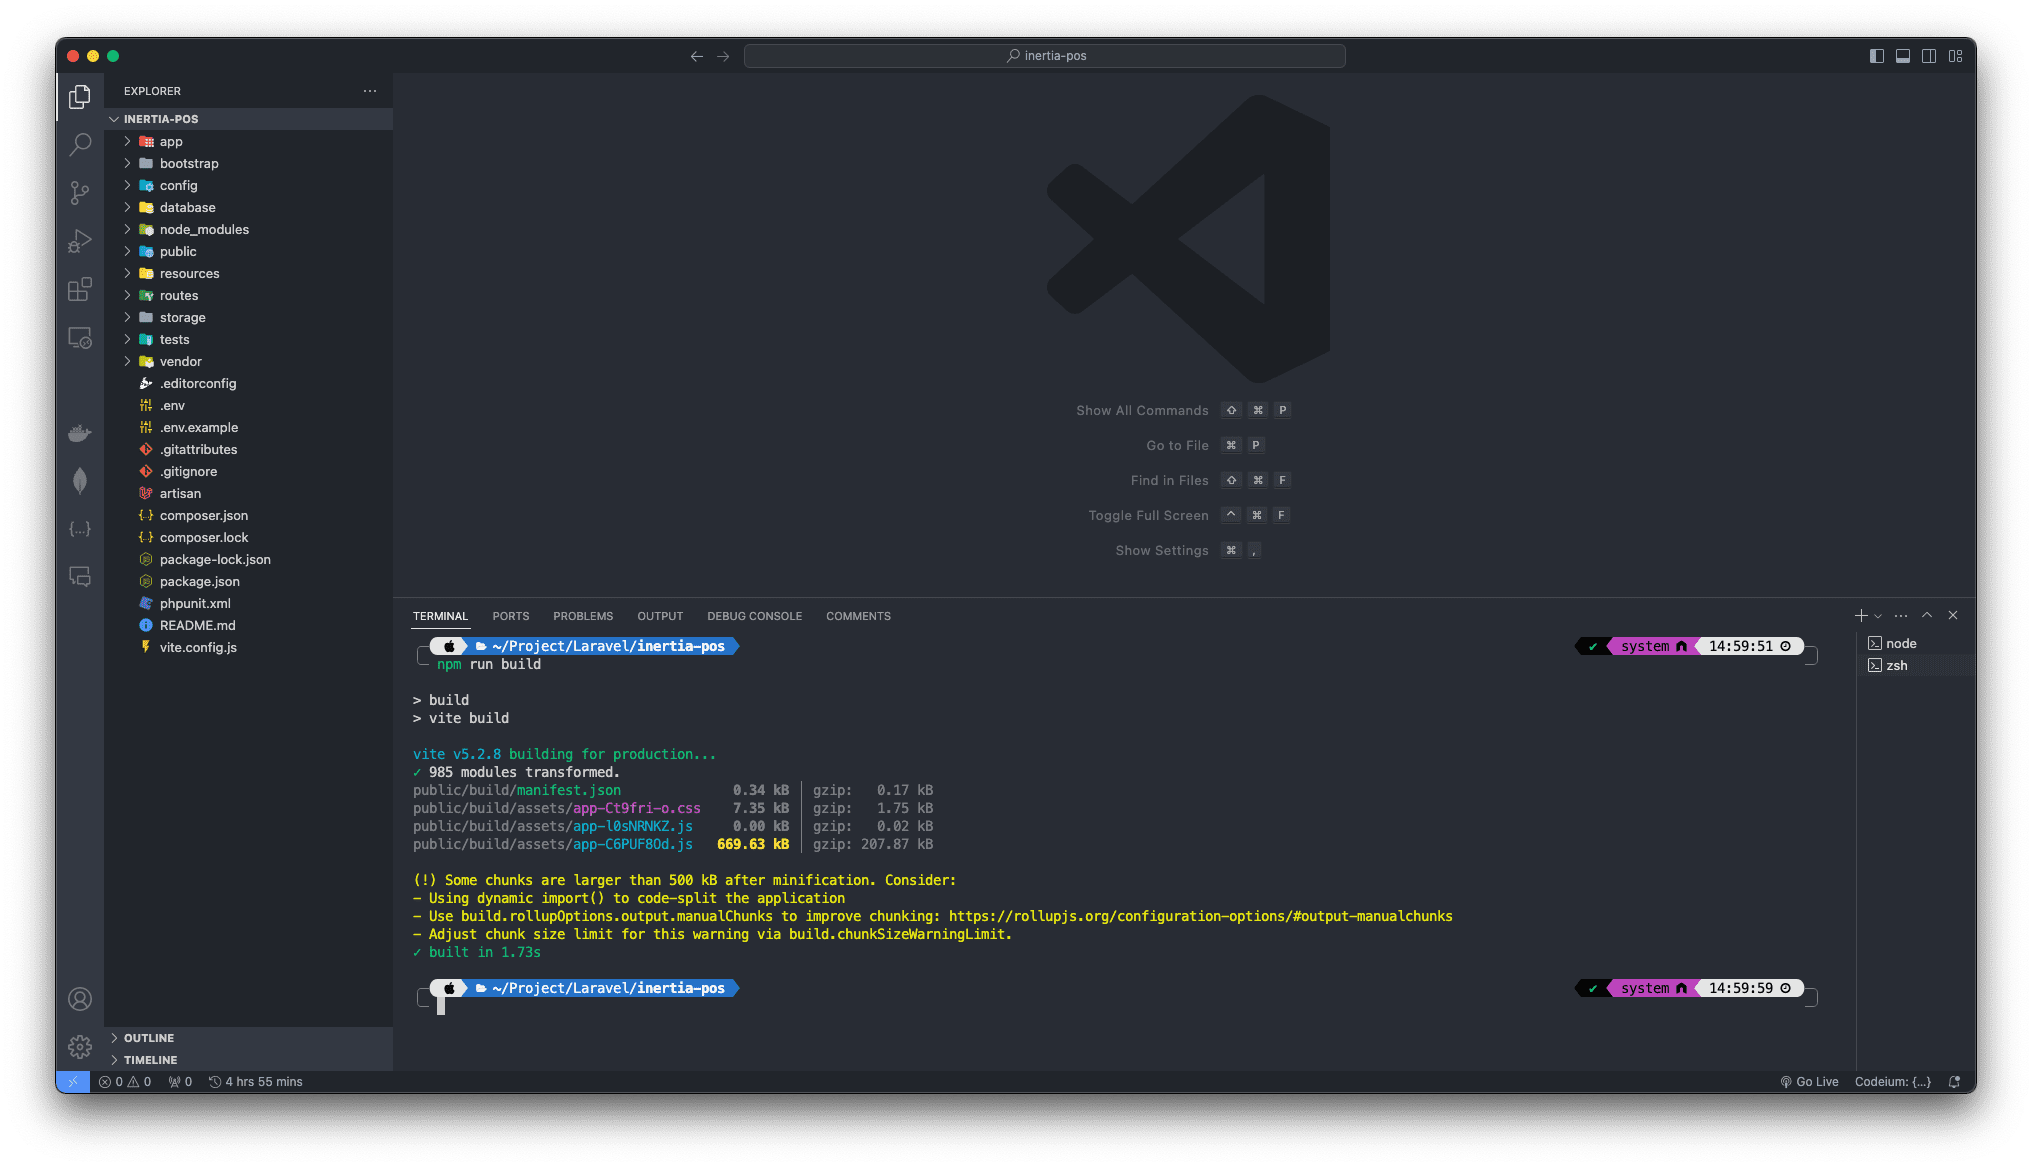 inertia-pos
EXPLORER
INERTIA-POS
app
bootstrap
config
database
node_modules
public
resources
routes
storage
tests
vendor
.editorconfig
.env
.env.example
.gitattributes
.gitignore
artisan
composer.json
composer.lock
package-lock.json
package.json
phpunit.xml
README.md
vite.config.js
OUTLINE
TIMELINE
Show All Commands ⇧ ⌘ P
Go to File ⌘ P
Find in Files ⇧ ⌘ F
Toggle Full Screen ^ ⌘ F
Show Settings ⌘ ,
TERMINAL PORTS PROBLEMS OUTPUT DEBUG CONSOLE COMMENTS
~/Project/Laravel/inertia-pos ✔ system 14:59:51
npm run build
> build
> vite build
vite v5.2.8 building for production...
✓ 985 modules transformed.
public/build/manifest.json 0.34 kB │ gzip: 0.17 kB
public/build/assets/app-Ct9fri-o.css 7.35 kB │ gzip: 1.75 kB
public/build/assets/app-l0sNRNKZ.js 0.00 kB │ gzip: 0.02 kB
public/build/assets/app-C6PUF8Od.js 669.63 kB │ gzip: 207.87 kB
(!) Some chunks are larger than 500 kB after minification. Consider:
- Using dynamic import() to code-split the application
- Use build.rollupOptions.output.manualChunks to improve chunking: https://rollupjs.org/configuration-options/#output-manualchunks
- Adjust chunk size limit for this warning via build.chunkSizeWarningLimit.
✓ built in 1.73s
~/Project/Laravel/inertia-pos ✔ system 14:59:59
node
zsh
0 0 0 4 hrs 55 mins Go Live Codeium: {...}